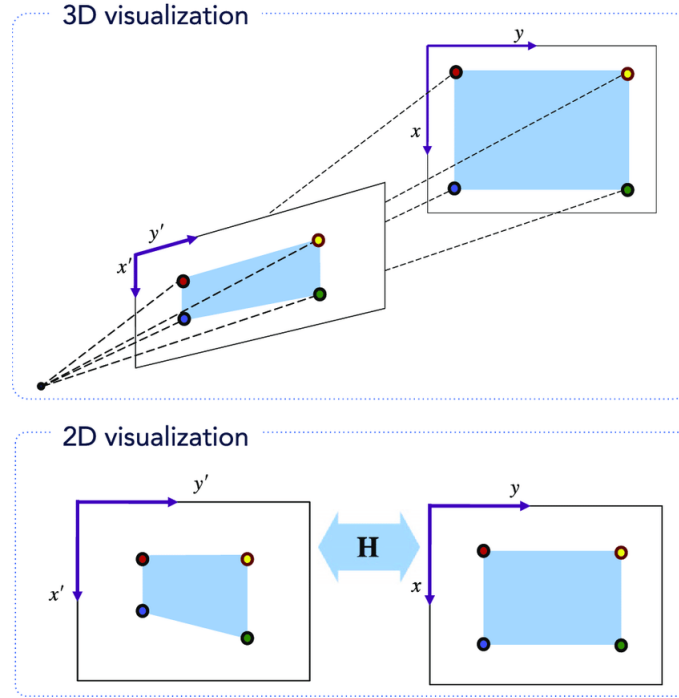 3D visualization
y
x
y′
x′
2D visualization
y′
x′
H
y
x